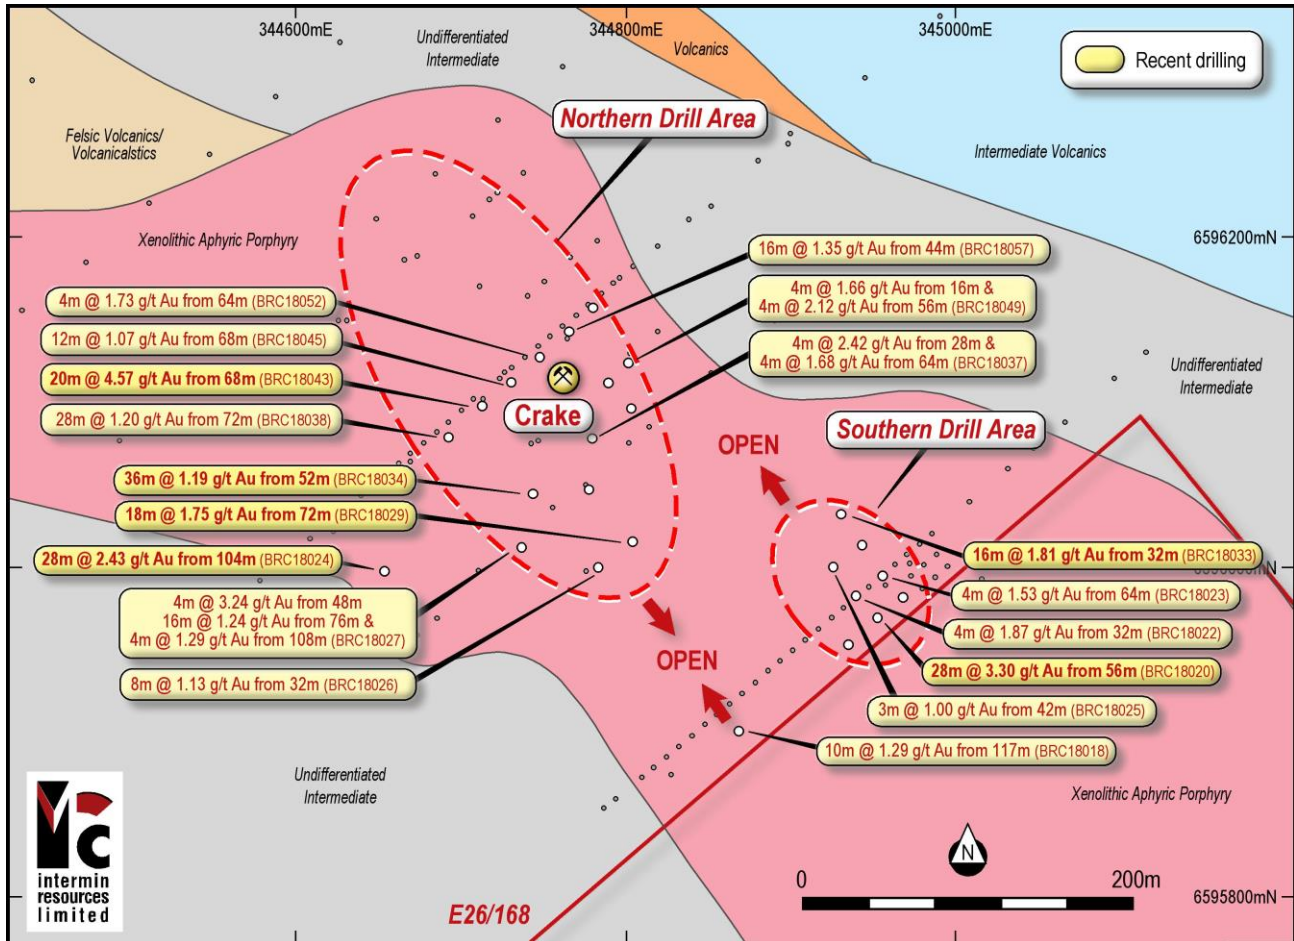 344600mE
344800mE
345000mE
Undifferentiated
Intermediate
Volcanics
Recent drilling
Felsic Volcanics/
Volcanicalstics
Northern Drill Area
Intermediate Volcanics
Xenolithic Aphyric Porphyry
6596200mN
16m @ 1.35 g/t Au from 44m (BRC18057)
4m @ 1.73 g/t Au from 64m (BRC18052)
4m @ 1.66 g/t Au from 16m &
4m @ 2.12 g/t Au from 56m (BRC18049)
12m @ 1.07 g/t Au from 68m (BRC18045)
4m @ 2.42 g/t Au from 28m &
4m @ 1.68 g/t Au from 64m (BRC18037)
20m @ 4.57 g/t Au from 68m (BRC18043)
Undifferentiated
Intermediate
Crake
28m @ 1.20 g/t Au from 72m (BRC18038)
Southern Drill Area
OPEN
36m @ 1.19 g/t Au from 52m (BRC18034)
18m @ 1.75 g/t Au from 72m (BRC18029)
28m @ 2.43 g/t Au from 104m (BRC18024)
16m @ 1.81 g/t Au from 32m (BRC18033)
4m @ 1.53 g/t Au from 64m (BRC18023)
4m @ 3.24 g/t Au from 48m
16m @ 1.24 g/t Au from 76m &
4m @ 1.29 g/t Au from 108m (BRC18027)
4m @ 1.87 g/t Au from 32m (BRC18022)
OPEN
28m @ 3.30 g/t Au from 56m (BRC18020)
8m @ 1.13 g/t Au from 32m (BRC18026)
3m @ 1.00 g/t Au from 42m (BRC18025)
10m @ 1.29 g/t Au from 117m (BRC18018)
Undifferentiated
Intermediate
Xenolithic Aphyric Porphyry
N
0
200m
intermin
resources
limited
E26/168
6595800mN